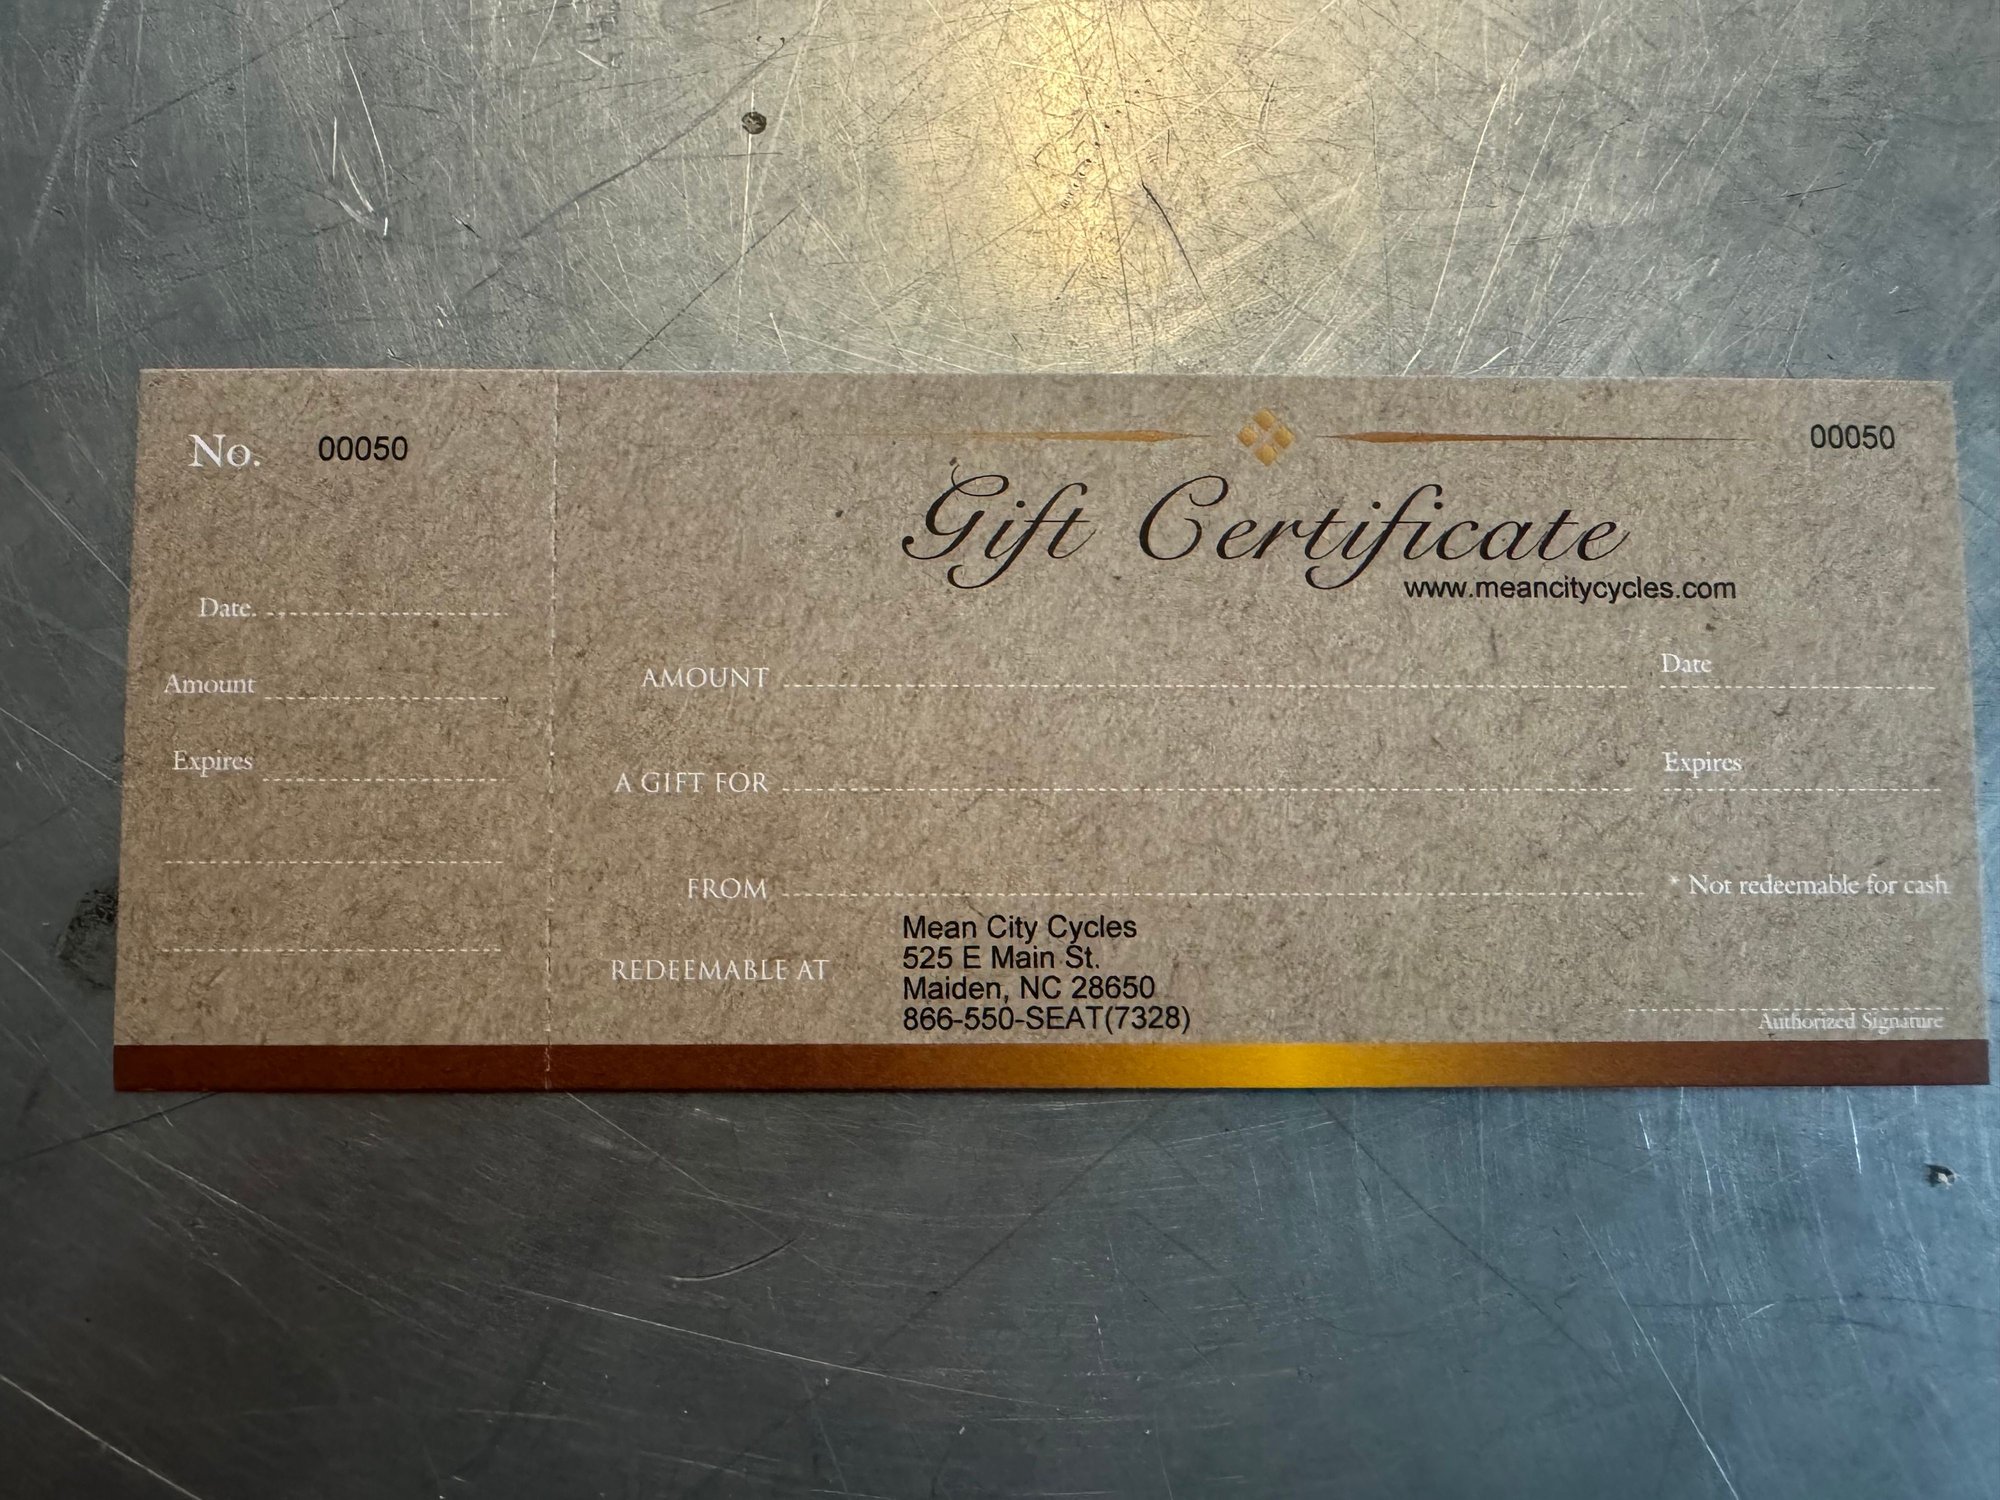 No. 00050
Date.
Amount
Expires
00050
Gift Certificate
www.meancitycycles.com
AMOUNT
Date
A GIFT FOR
Expires
FROM
* Not redeemable for cash
REDEEMABLE AT
Mean City Cycles
525 E Main St.
Maiden, NC 28650
866-550-SEAT(7328)
Authorized Signature